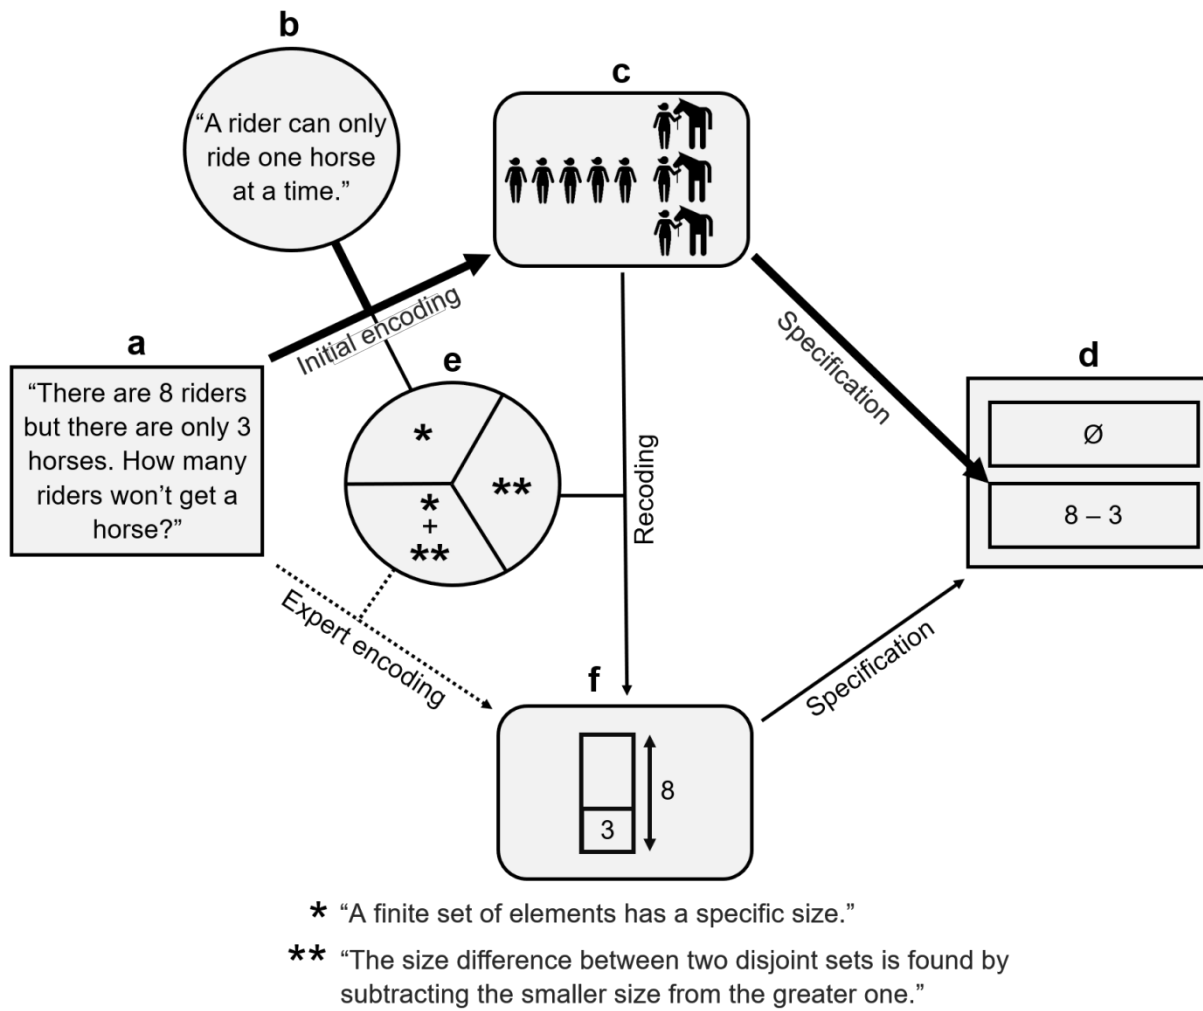 b
“A rider can only
ride one horse
at a time.”
c
Initial encoding
a
“There are 8 riders
but there are only 3
horses. How many
riders won’t get a
horse?”
e
*
**
*
+
**
Recoding
Specification
d
Ø
8 – 3
Expert encoding
Specification
f
8
3
* “A finite set of elements has a specific size.”
** “The size difference between two disjoint sets is found by
subtracting the smaller size from the greater one.”